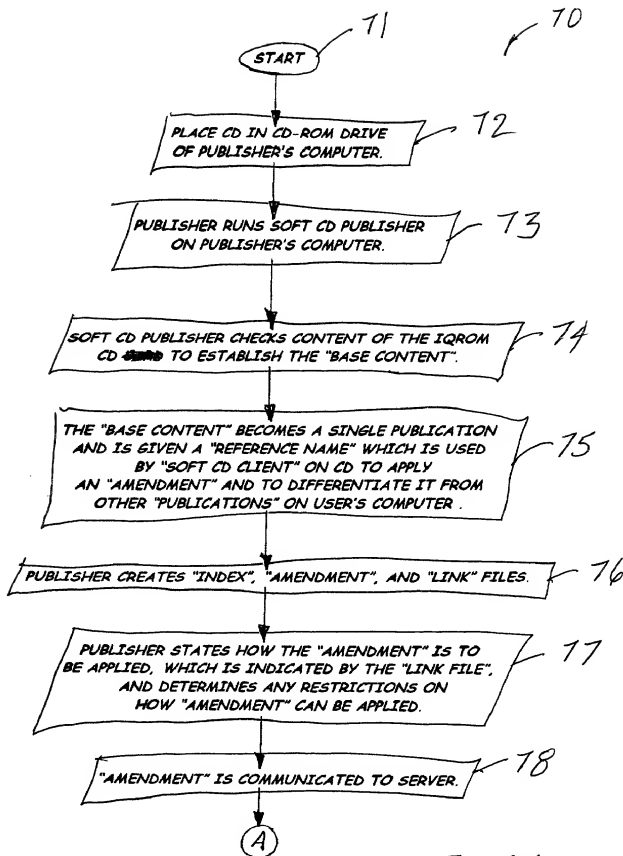 70
71
START
PLACE CD IN CD-ROM DRIVE
OF PUBLISHER'S COMPUTER.
72
PUBLISHER RUNS SOFT CD PUBLISHER
ON PUBLISHER'S COMPUTER.
73
SOFT CD PUBLISHER CHECKS CONTENT OF THE IQROM
CD TO ESTABLISH THE "BASE CONTENT".
74
THE "BASE CONTENT" BECOMES A SINGLE PUBLICATION
AND IS GIVEN A "REFERENCE NAME" WHICH IS USED
BY "SOFT CD CLIENT" ON CD TO APPLY
AN "AMENDMENT" AND TO DIFFERENTIATE IT FROM
OTHER "PUBLICATIONS" ON USER'S COMPUTER .
75
PUBLISHER CREATES "INDEX", "AMENDMENT", AND "LINK" FILES.
76
PUBLISHER STATES HOW THE "AMENDMENT" IS TO
BE APPLIED, WHICH IS INDICATED BY THE "LINK FILE",
AND DETERMINES ANY RESTRICTIONS ON
HOW "AMENDMENT" CAN BE APPLIED.
77
"AMENDMENT" IS COMMUNICATED TO SERVER.
78
A